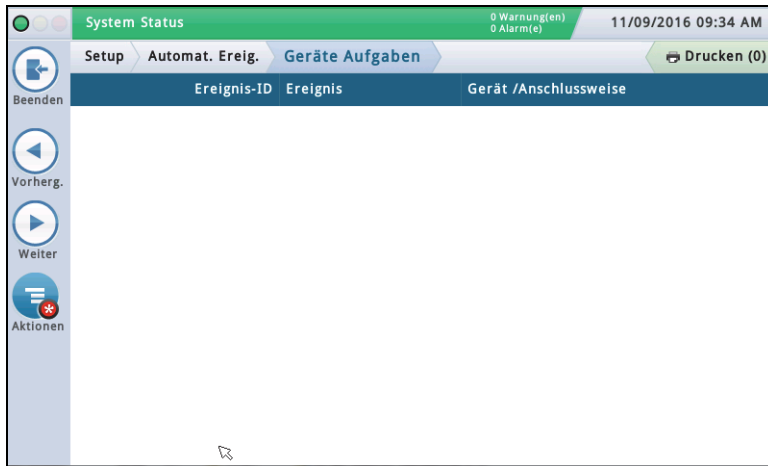 System Status
0 Warnung(en)
0 Alarm(e)
11/09/2016 09:34 AM
Setup Automat. Ereig. Geräte Aufgaben Drucken (0)
Beenden
Ereignis-ID Ereignis Gerät /Anschlussweise
Vorherg.
Weiter
Aktionen